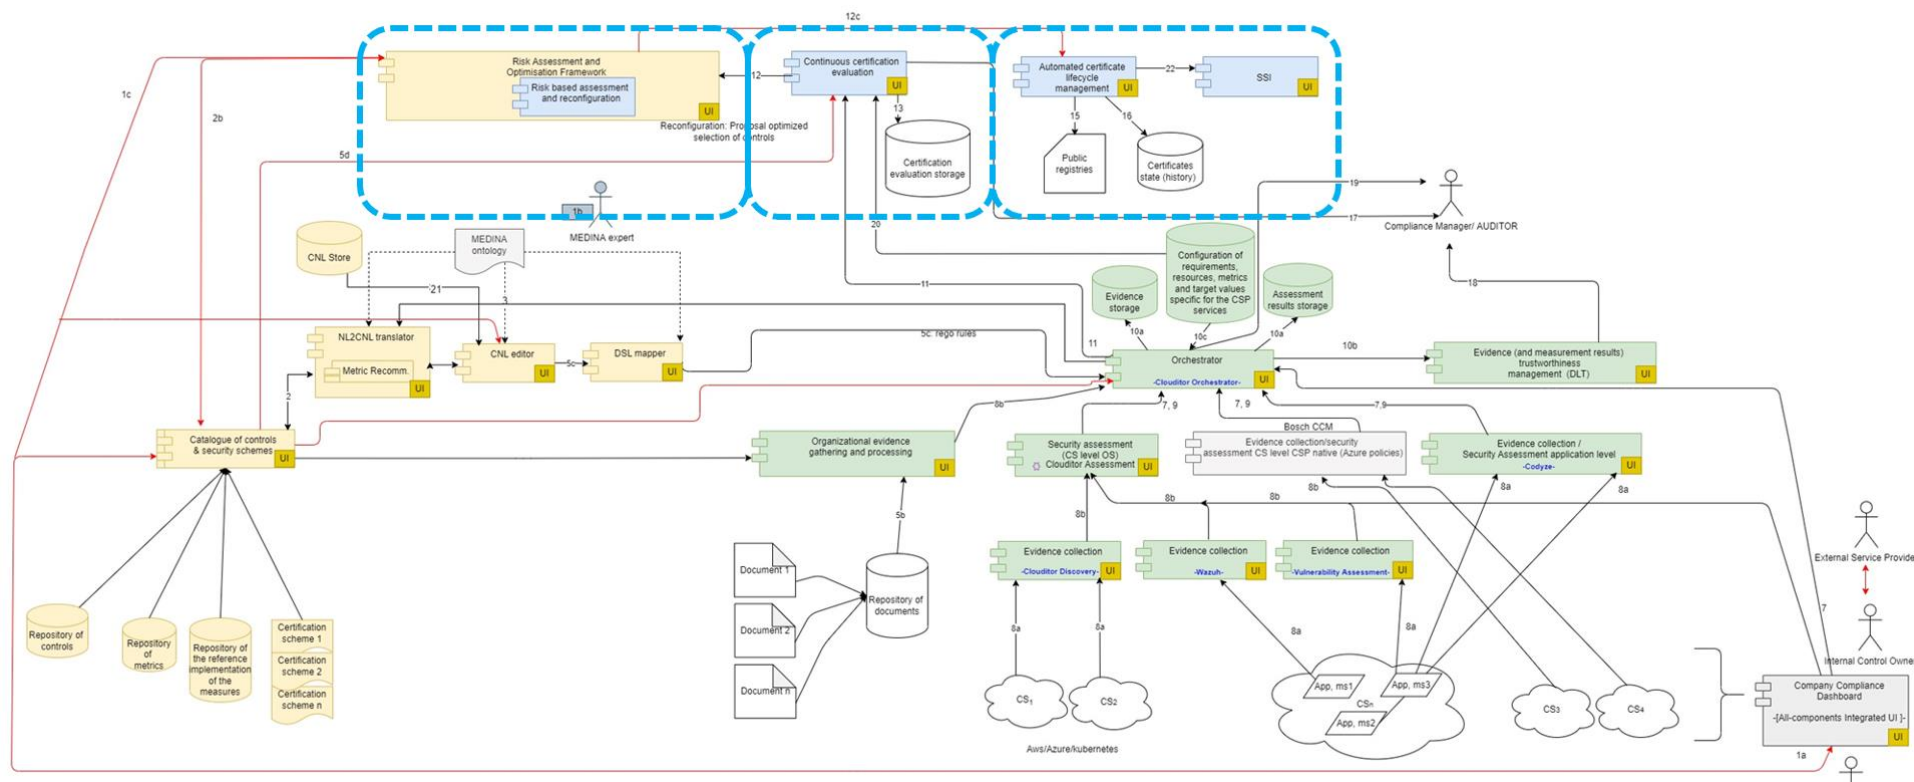 12c
Risk Assessment and
Optimisation Framework
Risk based assessment
and reconfiguration
UI
Reconfiguration: Proposal optimized
selection of controls
12
Continuous certification
evaluation
UI
13
Certification
evaluation storage
Automated certificate
lifecycle
management
UI
22
SSI
UI
15
16
Public
registries
Certificates
state (history)
1c
2b
5d
1b
MEDINA expert
19
17
Compliance Manager/ AUDITOR
20
CNL Store
MEDINA
ontology
21
3
11
Configuration of
requirements,
resources, metrics
and target values
specific for the CSP
services
Evidence
storage
Assessment
results storage
18
10a
10c
10a
NL2CNL translator
Metric Recomm.
UI
CNL editor
UI
5c
DSL mapper
UI
5c: rego rules
11
Orchestrator
-Clouditor Orchestrator-
UI
10b
Evidence (and measurement results)
trustworthiness
management (DLT)
UI
2
8b
7, 9
7, 9
7,9
Catalogue of controls
& security schemes
UI
Organizational evidence
gathering and processing
UI
Security assessment
(CS level OS)
Clouditor Assessment
UI
Bosch CCM
Evidence collection/security
assessment CS level CSP native (Azure policies)
Evidence collection /
Security Assessment application level
-Codyze-
UI
5b
8b
8b
8b
8b
8a
8a
Document 1
Document 2
Document n
Repository of
documents
Evidence collection
-Clouditor Discovery-
UI
Evidence collection
-Wazuh-
UI
Evidence collection
-Vulnerability Assessment-
UI
External Service Provide
7
Internal Control Owne
8a
8a
8a
8a
Repository of
controls
Repository
of
metrics
Repository of
the reference
implementation
of the
measures
Certification
scheme 1
Certification
scheme 2
Certification
scheme n
CS1
CS2
Aws/Azure/kubernetes
App, ms1
App, ms3
CSn
App, ms2
CS3
CS4
Company Compliance
Dashboard
-[All-components Integrated UI ]-
UI
1a